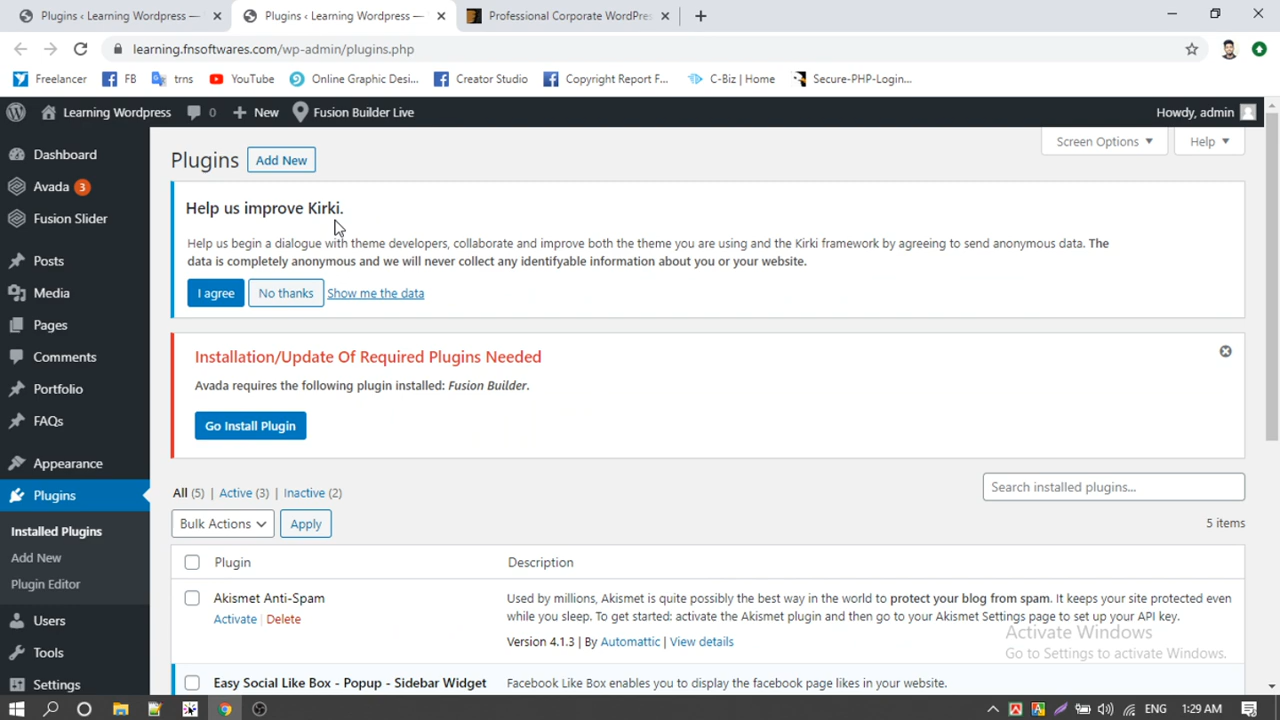 Plugins ‹ Learning Wordpress —
Plugins ‹ Learning Wordpress —
Professional Corporate WordPres
learning.fnsoftwares.com/wp-admin/plugins.php
Freelancer
FB
trns
YouTube
Online Graphic Desi...
Creator Studio
Copyright Report F...
C-Biz | Home
Secure-PHP-Login...
Learning Wordpress
0
New
Fusion Builder Live
Howdy, admin
Dashboard
Avada 3
Fusion Slider
Posts
Media
Pages
Comments
Portfolio
FAQs
Appearance
Plugins
Installed Plugins
Add New
Plugin Editor
Users
Tools
Settings
Screen Options
Help
Plugins
Add New
Help us improve Kirki.
Help us begin a dialogue with theme developers, collaborate and improve both the theme you are using and the Kirki framework by agreeing to send anonymous data. The
data is completely anonymous and we will never collect any identifyable information about you or your website.
I agree
No thanks
Show me the data
Installation/Update Of Required Plugins Needed
Avada requires the following plugin installed: Fusion Builder.
Go Install Plugin
All (5) | Active (3) | Inactive (2)
Search installed plugins...
Bulk Actions
Apply
5 items
Plugin
Description
Akismet Anti-Spam
Activate | Delete
Used by millions, Akismet is quite possibly the best way in the world to protect your blog from spam. It keeps your site protected even
while you sleep. To get started: activate the Akismet plugin and then go to your Akismet Settings page to set up your API key.
Version 4.1.3 | By Automattic | View details
Easy Social Like Box - Popup - Sidebar Widget
Facebook Like Box enables you to display the facebook page likes in your website.
Activate Windows
Go to Settings to activate Windows.
ENG
1:29 AM